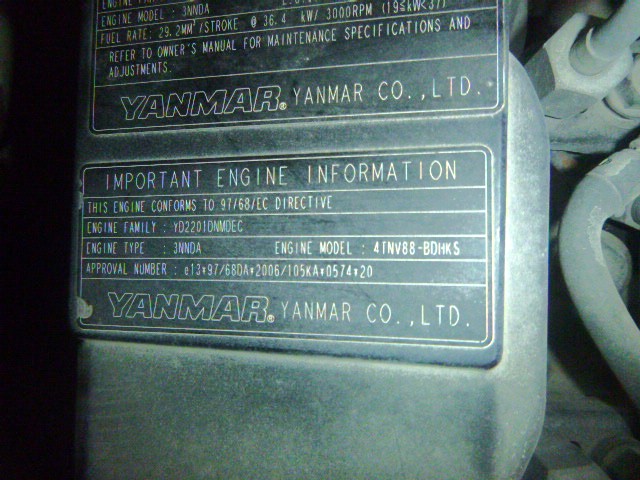 ENGINE MODEL : 3NNDA
FUEL RATE: 29.2MM³/STROKE @ 36.4 kW/ 3000RPM (19≤kW<37)
REFER TO OWNER'S MANUAL FOR MAINTENANCE SPECIFICATIONS AND
ADJUSTMENTS.
YANMAR® YANMAR CO.,LTD.
IMPORTANT ENGINE INFORMATION
THIS ENGINE CONFORMS TO 97/68/EC DIRECTIVE
ENGINE FAMILY : YD2201DNMDEC
ENGINE TYPE : 3NNDA ENGINE MODEL : 4TNV88-BDHKS
APPROVAL NUMBER : e13*97/68DA*2006/105KA*0574*20
YANMAR® YANMAR CO.,LTD.